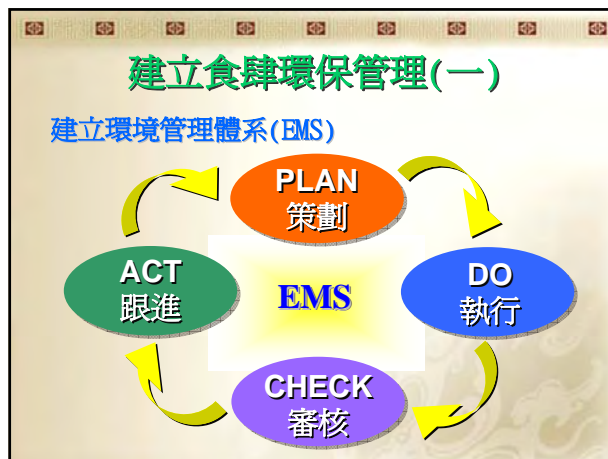 建立食肆環保管理(一)
建立環境管理體系(EMS)
PLAN
策劃
ACT
跟進
EMS
DO
執行
CHECK
審核